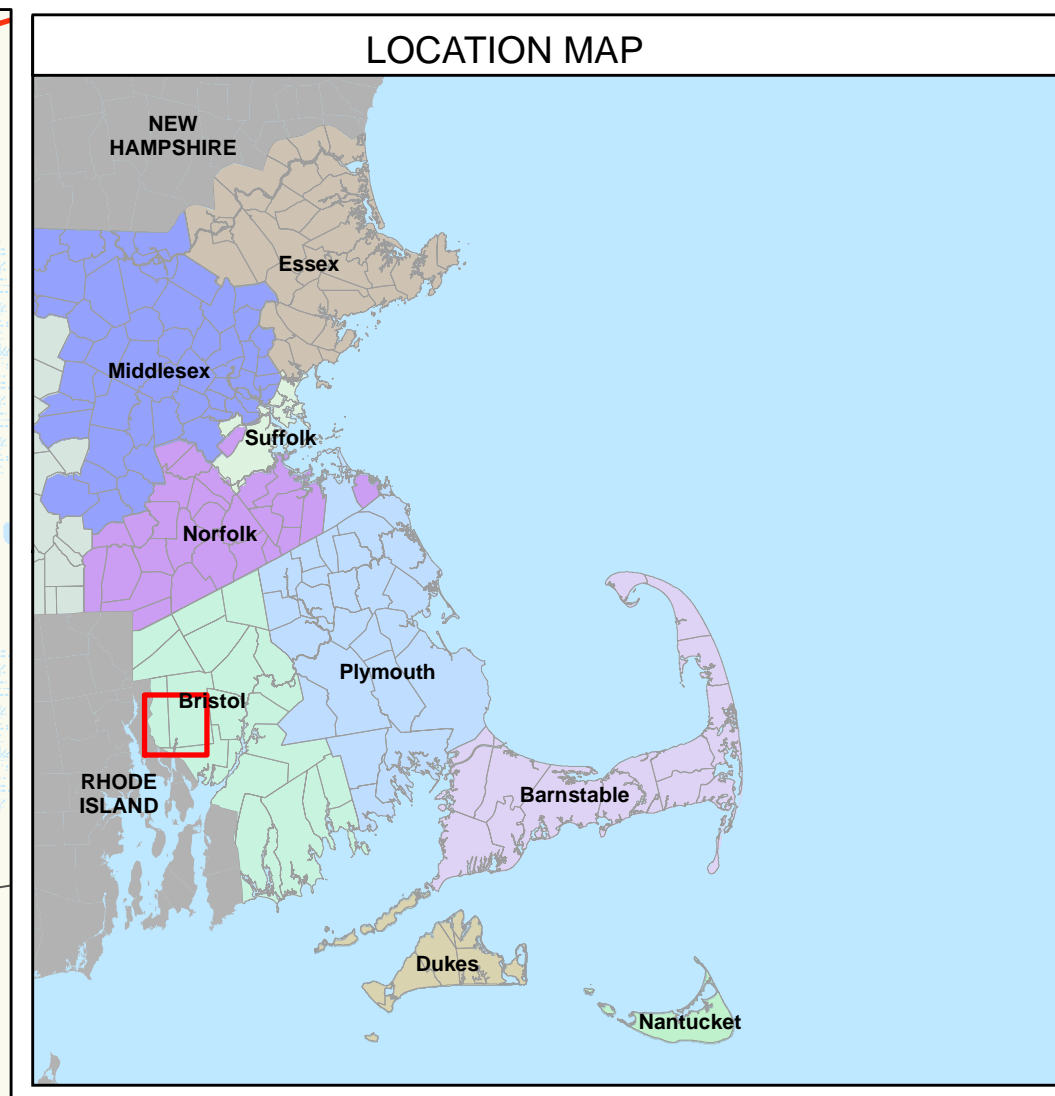 LOCATION MAP
NEW
HAMPSHIRE
Essex
Middlesex
Suffolk
Norfolk
Plymouth
Bristol
RHODE
ISLAND
Barnstable
Dukes
Nantucket